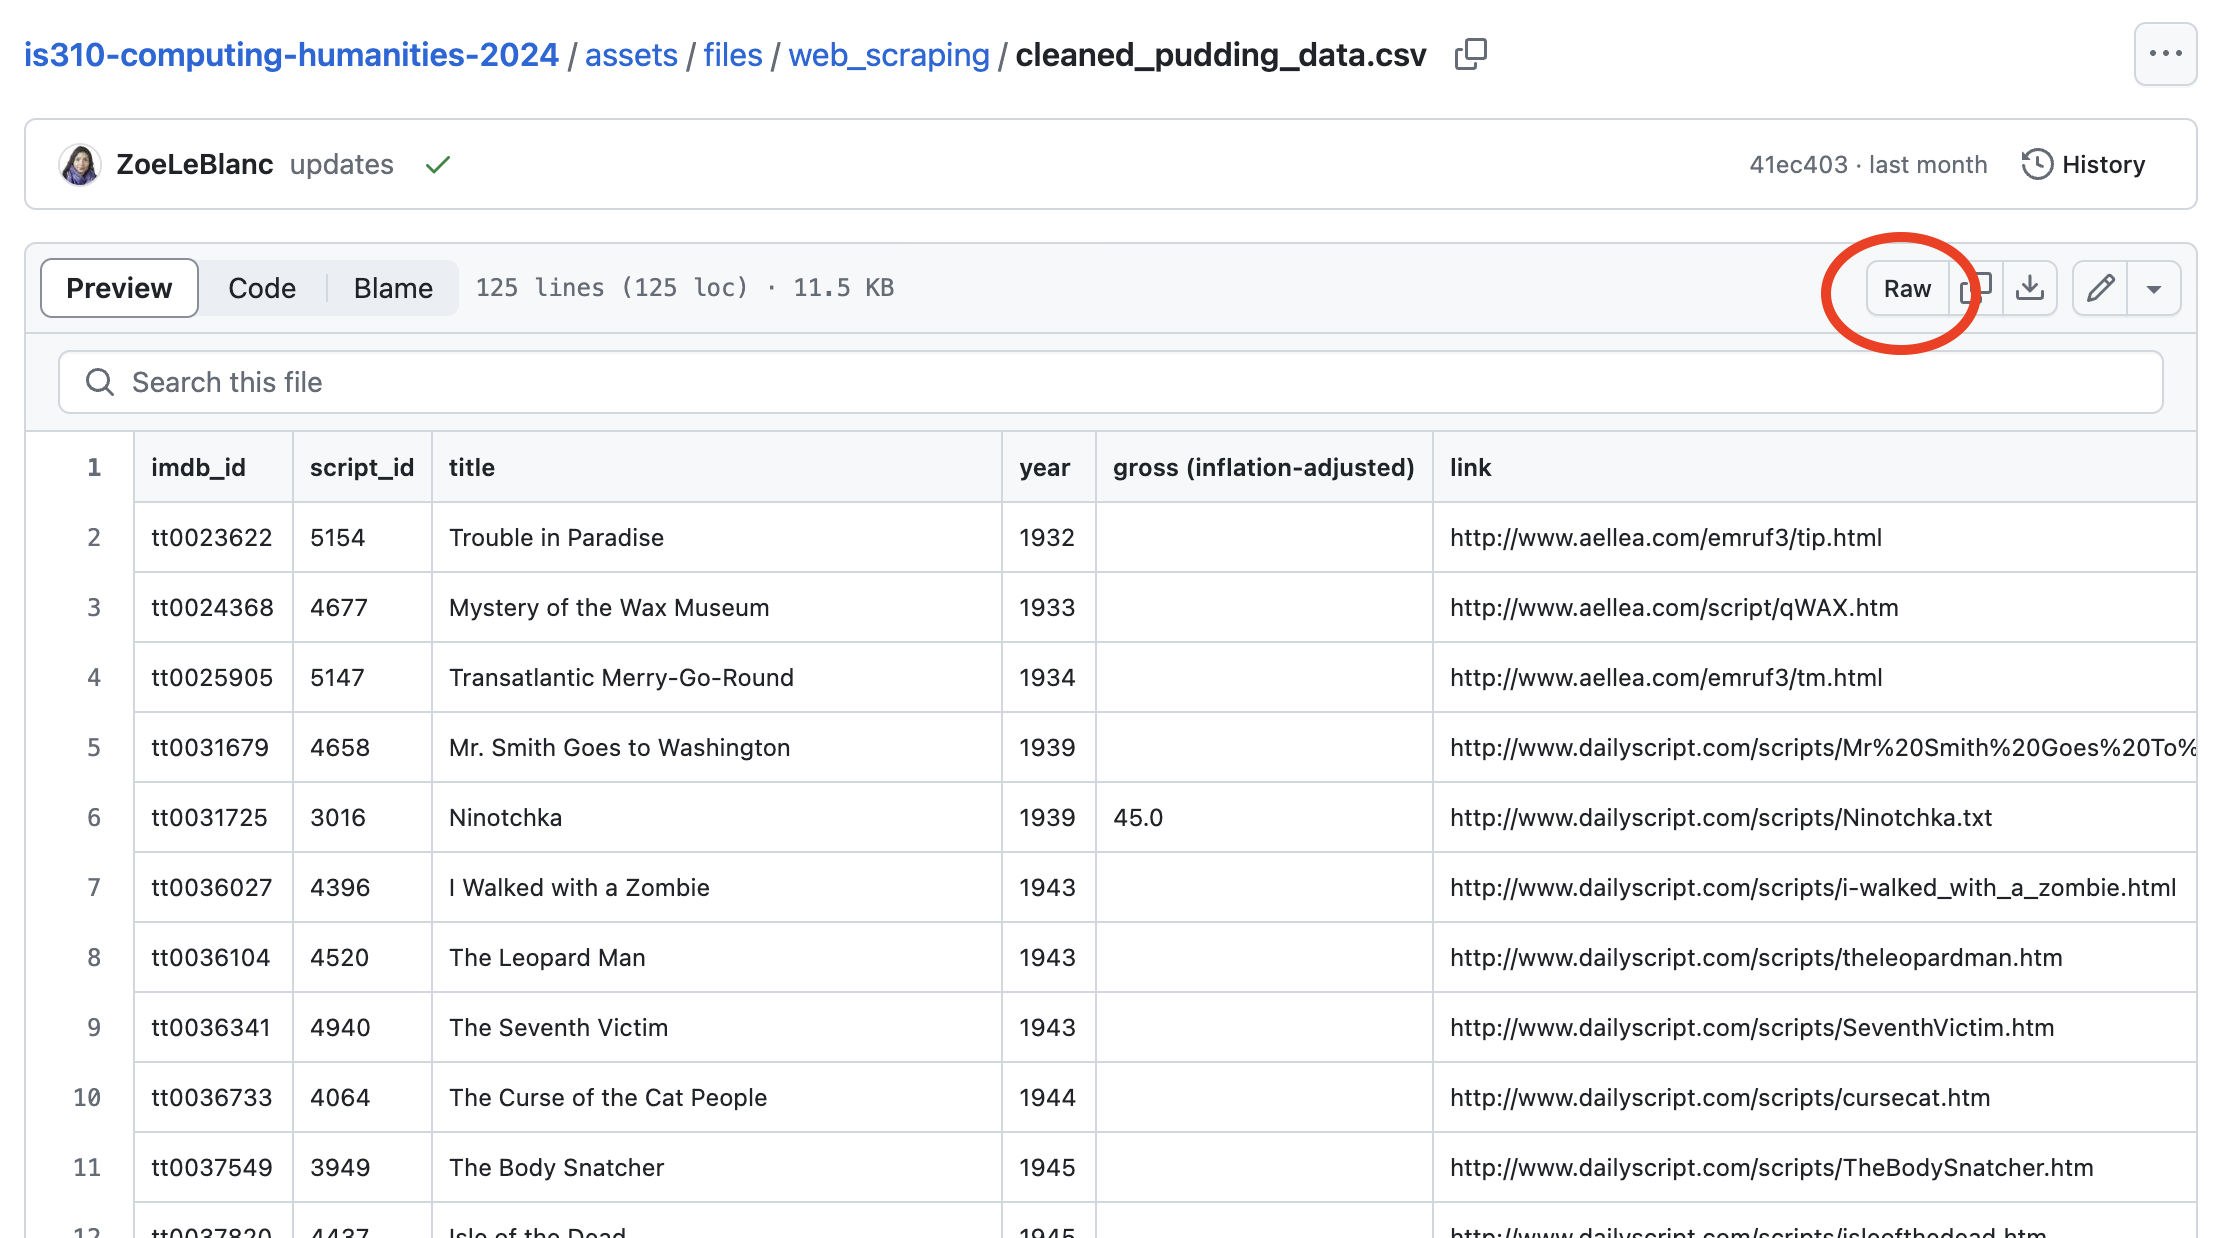 is310-computing-humanities-2024 / assets / files / web_scraping / cleaned_pudding_data.csv
ZoeLeBlanc updates 41ec403 · last month History
Preview Code Blame 125 lines (125 loc) · 11.5 KB Raw
Search this file
1 imdb_id script_id title year gross (inflation-adjusted) link
2 tt0023622 5154 Trouble in Paradise 1932 http://www.aellea.com/emruf3/tip.html
3 tt0024368 4677 Mystery of the Wax Museum 1933 http://www.aellea.com/script/qWAX.htm
4 tt0025905 5147 Transatlantic Merry-Go-Round 1934 http://www.aellea.com/emruf3/tm.html
5 tt0031679 4658 Mr. Smith Goes to Washington 1939 http://www.dailyscript.com/scripts/Mr%20Smith%20Goes%20To%
6 tt0031725 3016 Ninotchka 1939 45.0 http://www.dailyscript.com/scripts/Ninotchka.txt
7 tt0036027 4396 I Walked with a Zombie 1943 http://www.dailyscript.com/scripts/i-walked_with_a_zombie.html
8 tt0036104 4520 The Leopard Man 1943 http://www.dailyscript.com/scripts/theleopardman.htm
9 tt0036341 4940 The Seventh Victim 1943 http://www.dailyscript.com/scripts/SeventhVictim.htm
10 tt0036733 4064 The Curse of the Cat People 1944 http://www.dailyscript.com/scripts/cursecat.htm
11 tt0037549 3949 The Body Snatcher 1945 http://www.dailyscript.com/scripts/TheBodySnatcher.htm
12 tt0037820 4437 Isle of the Dead 1945 http://www.dailyscript.com/scripts/isleofthedead.htm